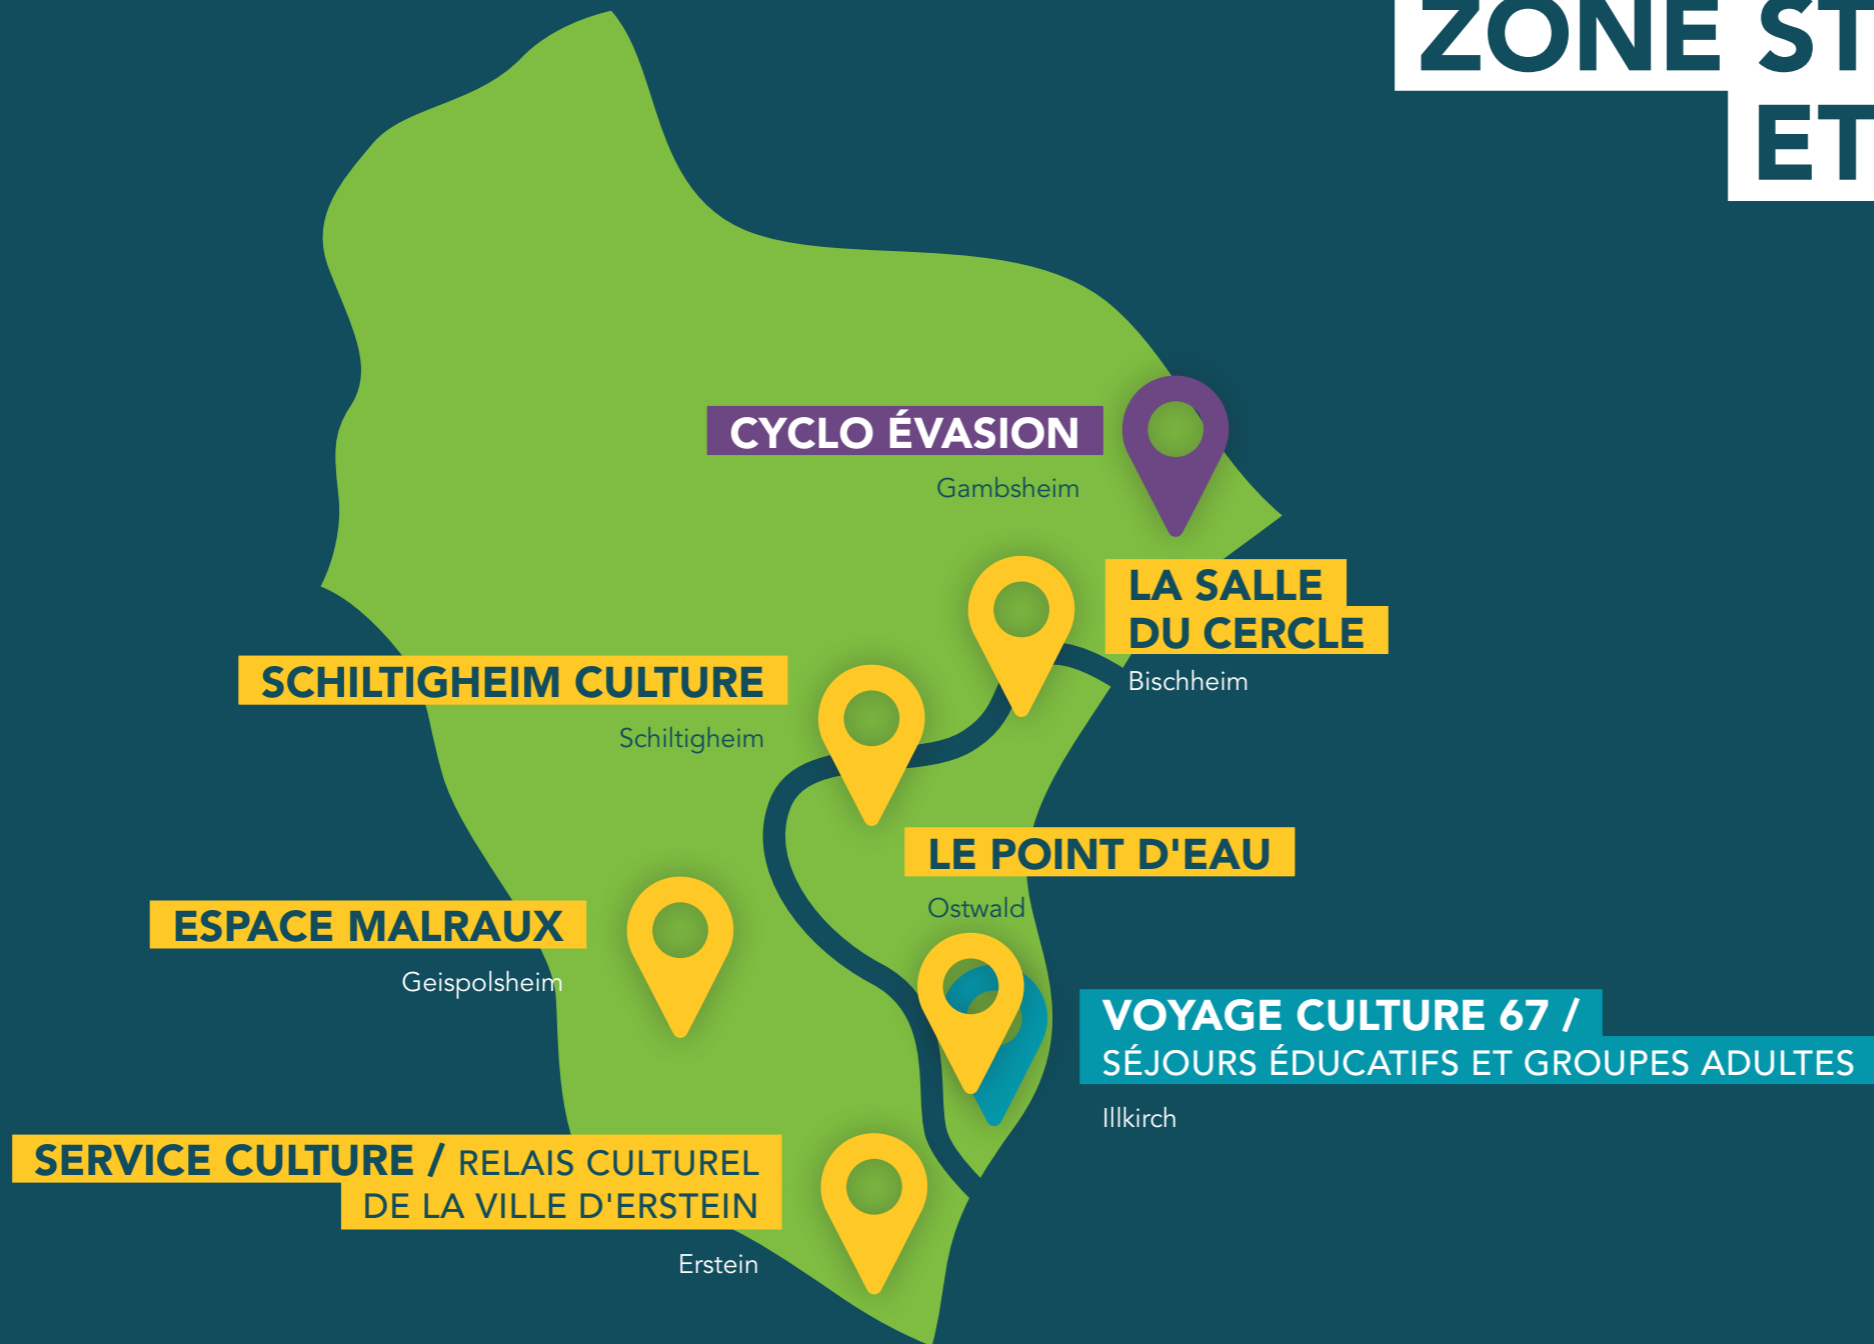 ZONE ST
ET
CYCLO ÉVASION
Gambsheim
LA SALLE
DU CERCLE
Bischheim
SCHILTIGHEIM CULTURE
Schiltigheim
LE POINT D'EAU
Ostwald
ESPACE MALRAUX
Geispolsheim
VOYAGE CULTURE 67 /
SÉJOURS ÉDUCATIFS ET GROUPES ADULTES
Illkirch
SERVICE CULTURE / RELAIS CULTUREL
DE LA VILLE D'ERSTEIN
Erstein